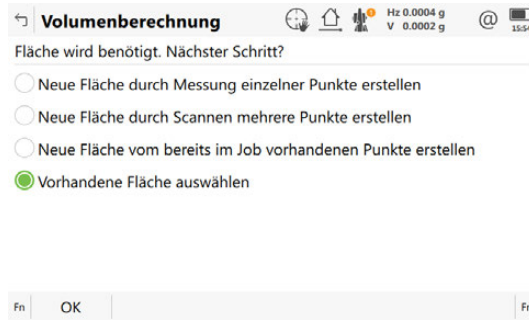 Volumenberechnung
Hz 0.0004 g
V 0.0002 g
@
Fläche wird benötigt. Nächster Schritt?
Neue Fläche durch Messung einzelner Punkte erstellen
Neue Fläche durch Scannen mehrere Punkte erstellen
Neue Fläche vom bereits im Job vorhandenen Punkte erstellen
Vorhandene Fläche auswählen
Fn OK